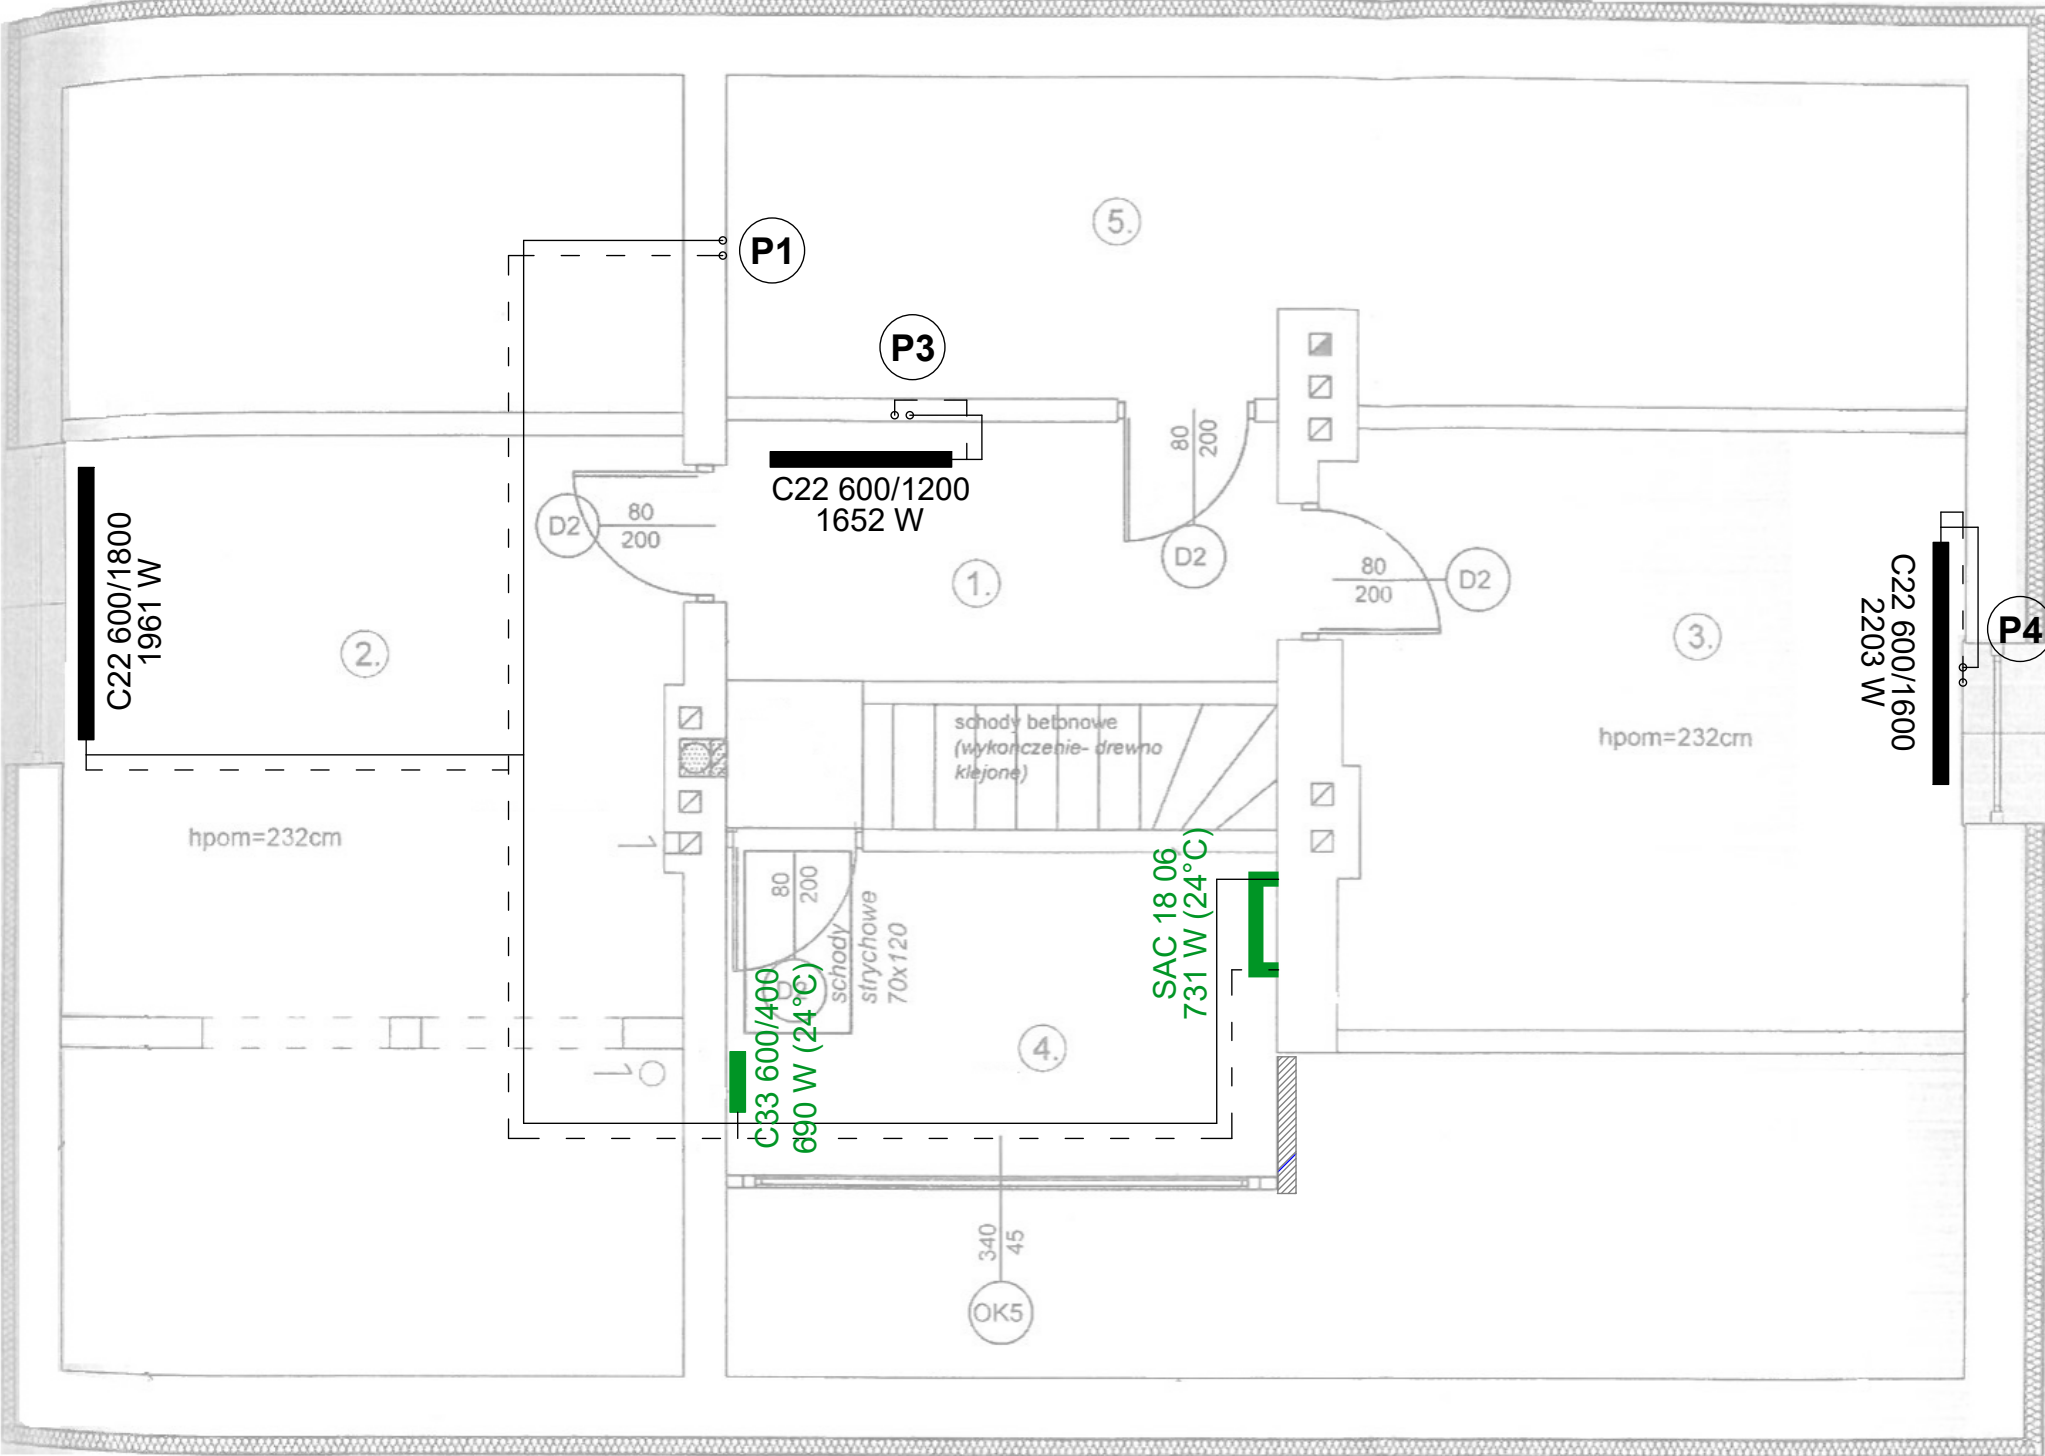 5.
P1
P3
80
200
D2
C22 600/1200
1652 W
80
200
D2
C22 600/1800
1961 W
1.
80
200
D2
2.
3.
C22 600/1600
2203 W
P4
schody betonowe
(wykonczenie- drewno
klejone)
hpom=232cm
hpom=232cm
80
200
D2
schody
strychowe
70x120
SAC 18 06
731 W (24°C)
C33 600/400
690 W (24°C)
4.
340
45
OK5